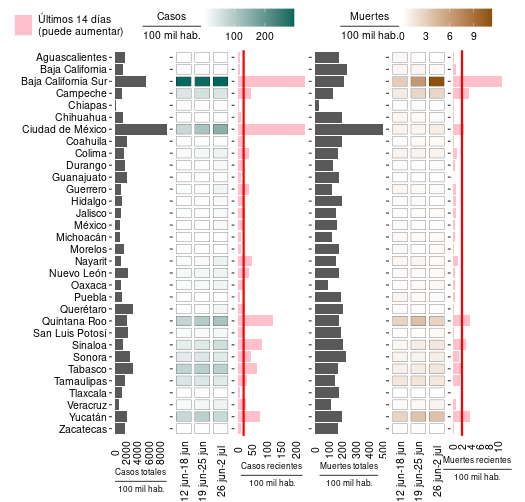 Últimos 14 días
(puede aumentar)
Casos
100 mil hab.
100 200
Muertes
100 mil hab.
0 3 6 9
Aguascalientes
Baja California
Baja California Sur
Campeche
Chiapas
Chihuahua
Ciudad de México
Coahuila
Colima
Durango
Guanajuato
Guerrero
Hidalgo
Jalisco
México
Michoacán
Morelos
Nayarit
Nuevo León
Oaxaca
Puebla
Querétaro
Quintana Roo
San Luis Potosí
Sinaloa
Sonora
Tabasco
Tamaulipas
Tlaxcala
Veracruz
Yucatán
Zacatecas
0 2000 4000 6000 8000
Casos totales
100 mil hab.
12 jun-18 jun
19 jun-25 jun
26 jun-2 jul
0 50 100 150 200
Casos recientes
100 mil hab.
0 100 200 300 400 500
Muertes totales
100 mil hab.
12 jun-18 jun
19 jun-25 jun
26 jun-2 jul
0 2 4 6 8 10
Muertes recientes
100 mil hab.